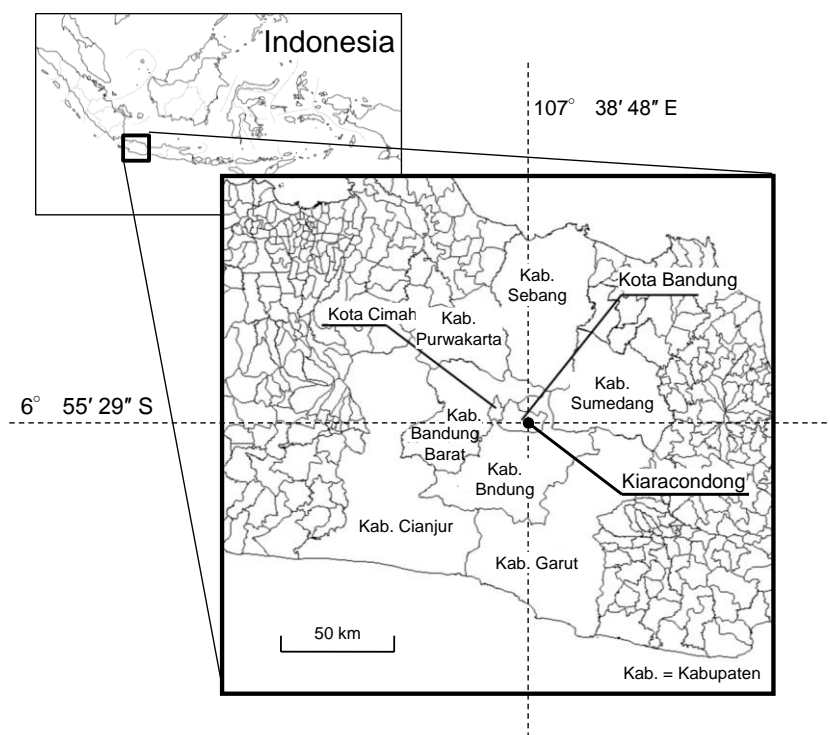 Indonesia
107° 38′ 48″ E
Kab.
Sebang
Kota Bandung
Kota Cimah
Kab.
Purwakarta
Kab.
Sumedang
6° 55′ 29″ S
Kab.
Bandung
Barat
Kab.
Bndung
Kiaracondong
Kab. Cianjur
Kab. Garut
50 km
Kab. = Kabupaten